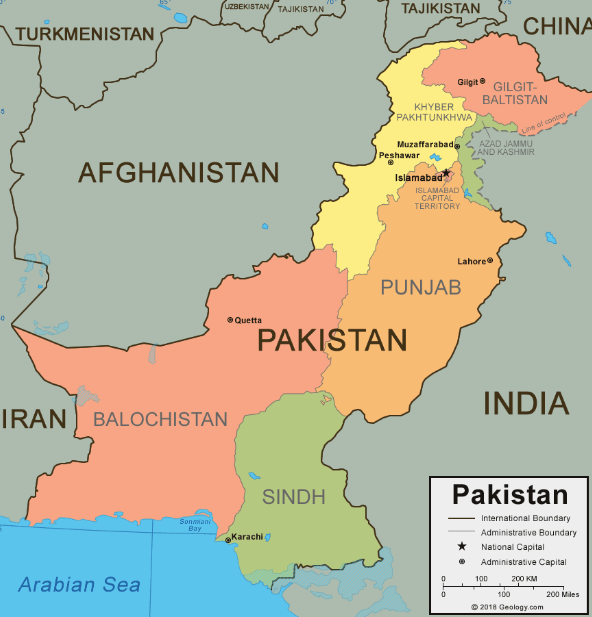 UZBEKISTAN
TAJIKISTAN
TAJIKISTAN
75
CHINA
TURKMENISTAN
Gilgit
GILGIT-
BALTISTAN
KHYBER
PAKHTUNKHWA
Line of control
Muzaffarabad
AZAD JAMMU
AND KASHMIR
Peshawar
AFGHANISTAN
Islamabad
ISLAMABAD
CAPITAL
TERRITORY
Lahore
PUNJAB
Quetta
PAKISTAN
IRAN
BALOCHISTAN
INDIA
SINDH
Sonmiani
Bay
Karachi
Arabian Sea
Pakistan
International Boundary
Administrative Boundary
National Capital
Administrative Capital
0 100 200 KM
0 100 200 Miles
© 2018 Geology.com